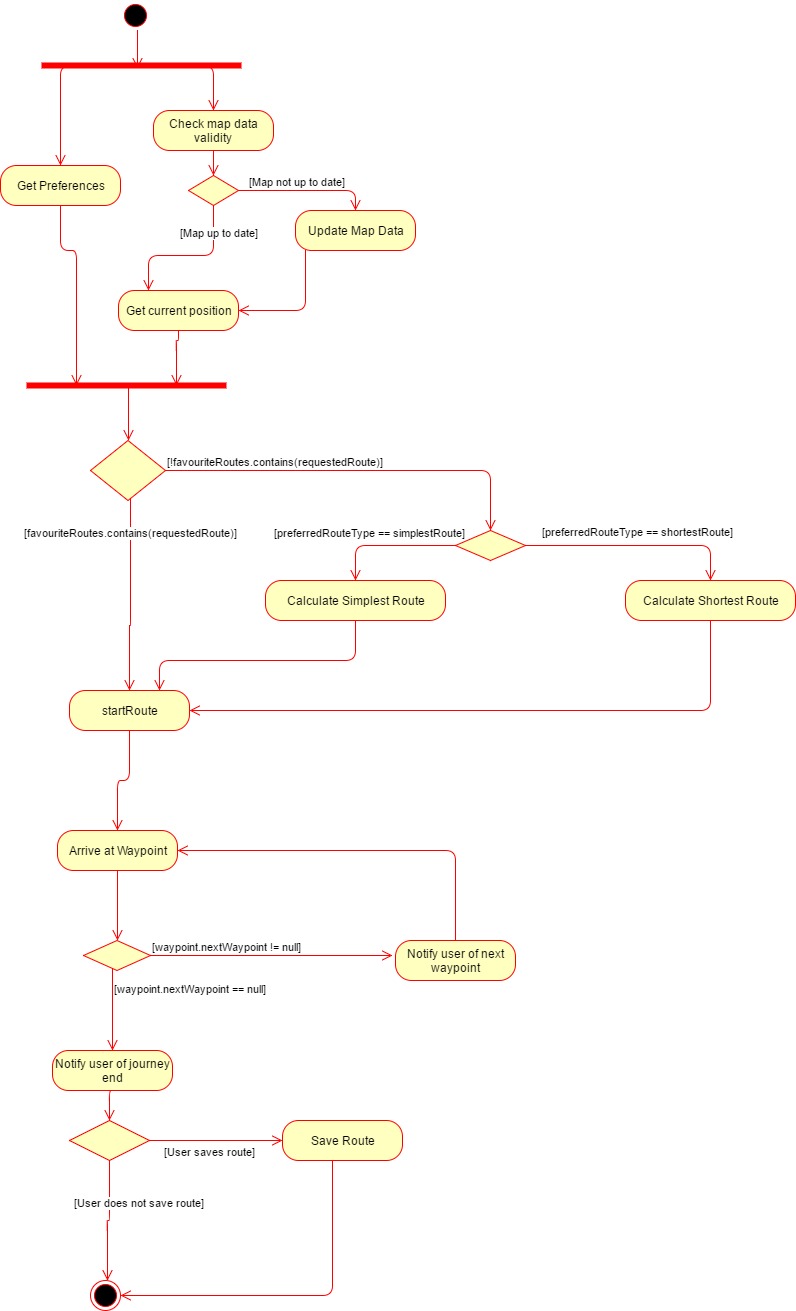 Check map data
validity
[Map not up to date]
Get Preferences
Update Map Data
[Map up to date]
Get current position
[!favouriteRoutes.contains(requestedRoute)]
[favouriteRoutes.contains(requestedRoute)]
[preferredRouteType == simplestRoute]
[preferredRouteType == shortestRoute]
Calculate Simplest Route
Calculate Shortest Route
startRoute
Arrive at Waypoint
[waypoint.nextWaypoint != null]
Notify user of next
waypoint
[waypoint.nextWaypoint == null]
Notify user of journey
end
Save Route
[User saves route]
[User does not save route]